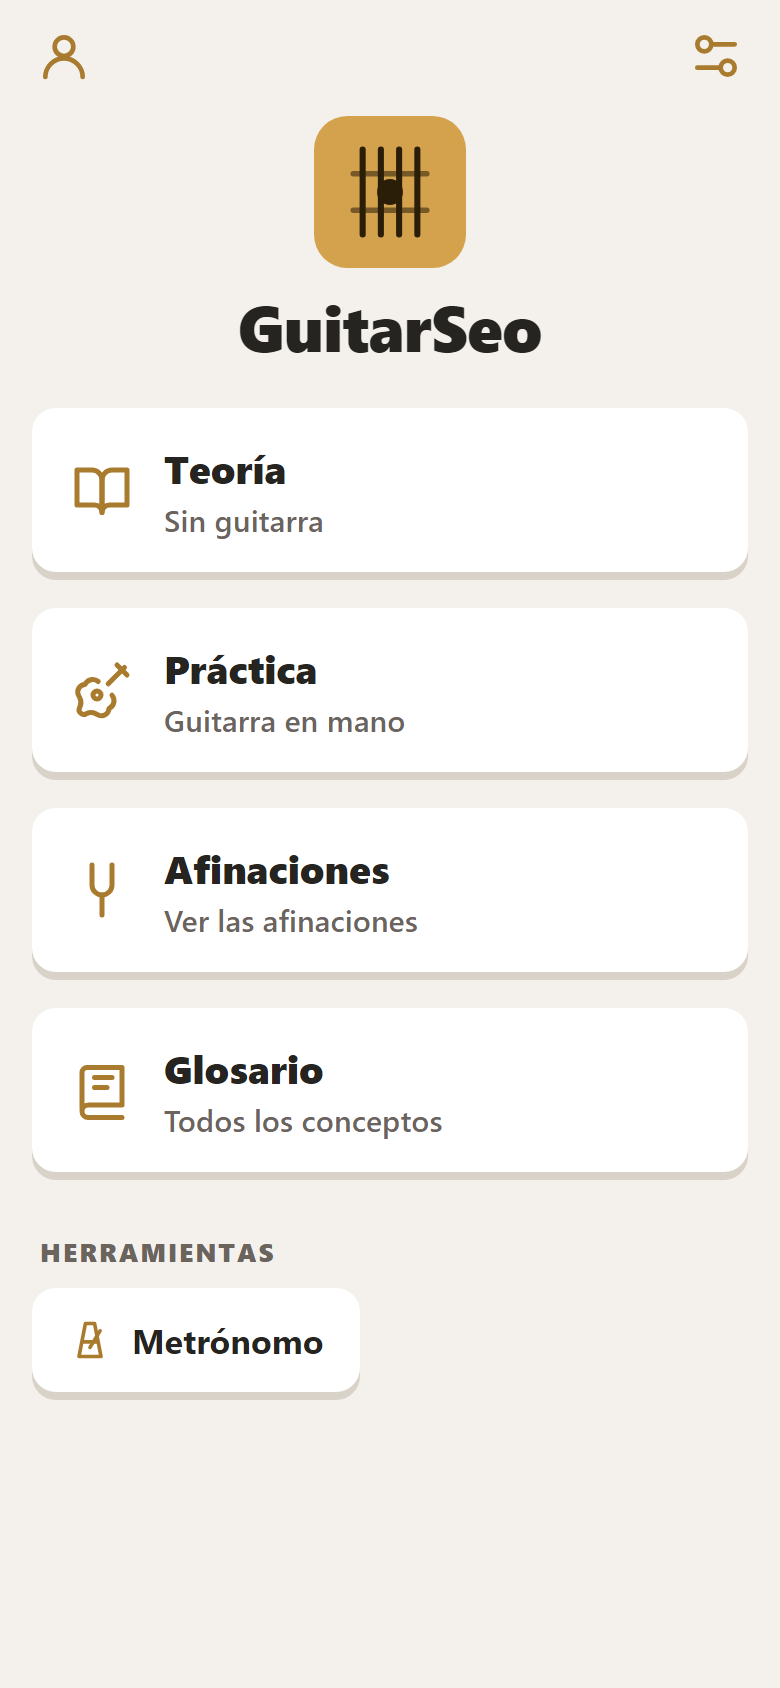 GuitarSeo
Teoría
Sin guitarra
Práctica
Guitarra en mano
Afinaciones
Ver las afinaciones
Glosario
Todos los conceptos
HERRAMIENTAS
Metrónomo